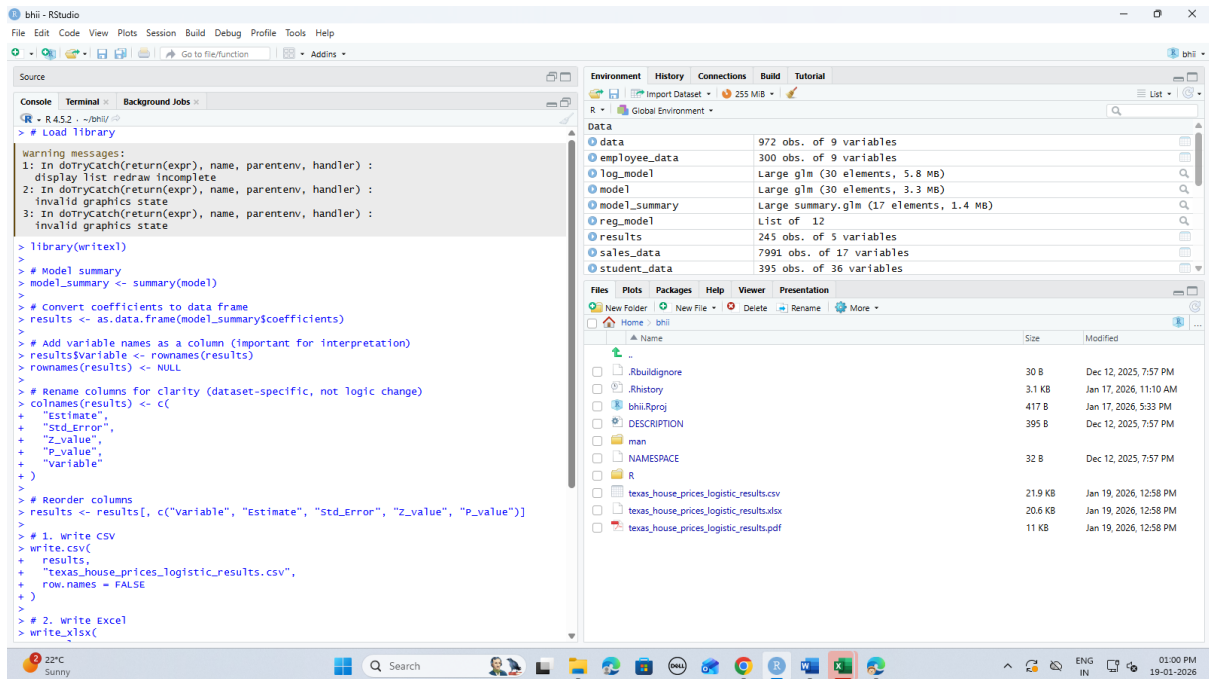 bhii - RStudio
File Edit Code View Plots Session Build Debug Profile Tools Help
Go to file/function Addins bhii
Source
Console Terminal Background Jobs
R R 4.5.2 · ~/bhii/
> # Load library
Warning messages:
1: In doTryCatch(return(expr), name, parentenv, handler) :
display list redraw incomplete
2: In doTryCatch(return(expr), name, parentenv, handler) :
invalid graphics state
3: In doTryCatch(return(expr), name, parentenv, handler) :
invalid graphics state
> library(writexl)
>
> # Model summary
> model_summary <- summary(model)
>
> # Convert coefficients to data frame
> results <- as.data.frame(model_summary$coefficients)
>
> # Add variable names as a column (important for interpretation)
> results$Variable <- rownames(results)
> rownames(results) <- NULL
>
> # Rename columns for clarity (dataset-specific, not logic change)
> colnames(results) <- c(
+ "Estimate",
+ "Std_Error",
+ "Z_value",
+ "P_value",
+ "Variable"
+ )
>
> # Reorder columns
> results <- results[, c("Variable", "Estimate", "Std_Error", "Z_value", "P_value")]
>
> # 1. Write CSV
> write.csv(
+ results,
+ "texas_house_prices_logistic_results.csv",
+ row.names = FALSE
+ )
>
> # 2. Write Excel
> write_xlsx(
Environment History Connections Build Tutorial
Import Dataset 255 MiB List
R Global Environment
Data
data 972 obs. of 9 variables
employee_data 300 obs. of 9 variables
log_model Large glm (30 elements, 5.8 MB)
model Large glm (30 elements, 3.3 MB)
model_summary Large summary.glm (17 elements, 1.4 MB)
reg_model List of 12
results 245 obs. of 5 variables
sales_data 7991 obs. of 17 variables
student_data 395 obs. of 36 variables
Files Plots Packages Help Viewer Presentation
New Folder New File Delete Rename More
Home bhii ...
Name Size Modified
..
.Rbuildignore 30 B Dec 12, 2025, 7:57 PM
.Rhistory 3.1 KB Jan 17, 2026, 11:10 AM
bhii.Rproj 417 B Jan 17, 2026, 5:33 PM
DESCRIPTION 395 B Dec 12, 2025, 7:57 PM
man
NAMESPACE 32 B Dec 12, 2025, 7:57 PM
R
texas_house_prices_logistic_results.csv 21.9 KB Jan 19, 2026, 12:58 PM
texas_house_prices_logistic_results.xlsx 20.6 KB Jan 19, 2026, 12:58 PM
texas_house_prices_logistic_results.pdf 11 KB Jan 19, 2026, 12:58 PM
2 22°C
Sunny
Search
DELL
ENG
IN
01:00 PM
19-01-2026